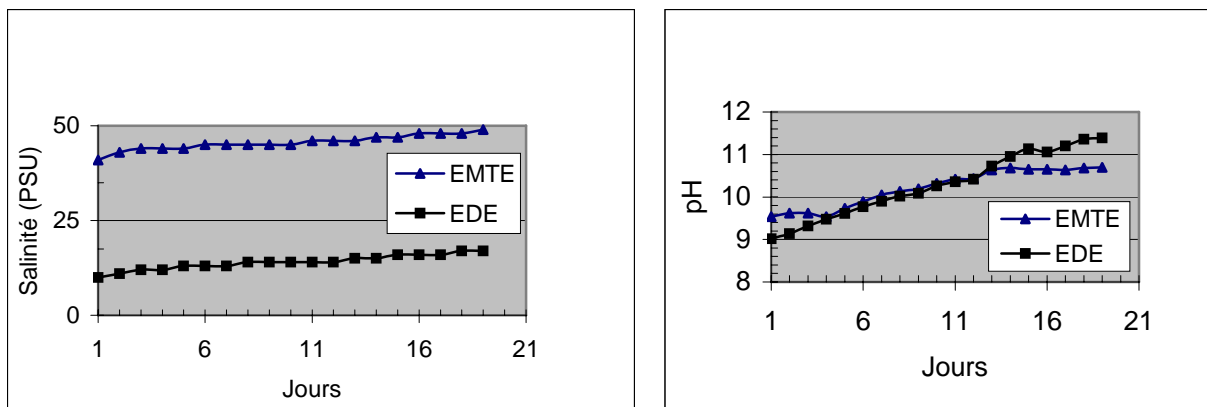 Salinité (PSU)
50
25
0
EMTE
EDE
1 6 11 16 21
Jours
pH
12
11
10
9
8
EMTE
EDE
1 6 11 16 21
Jours